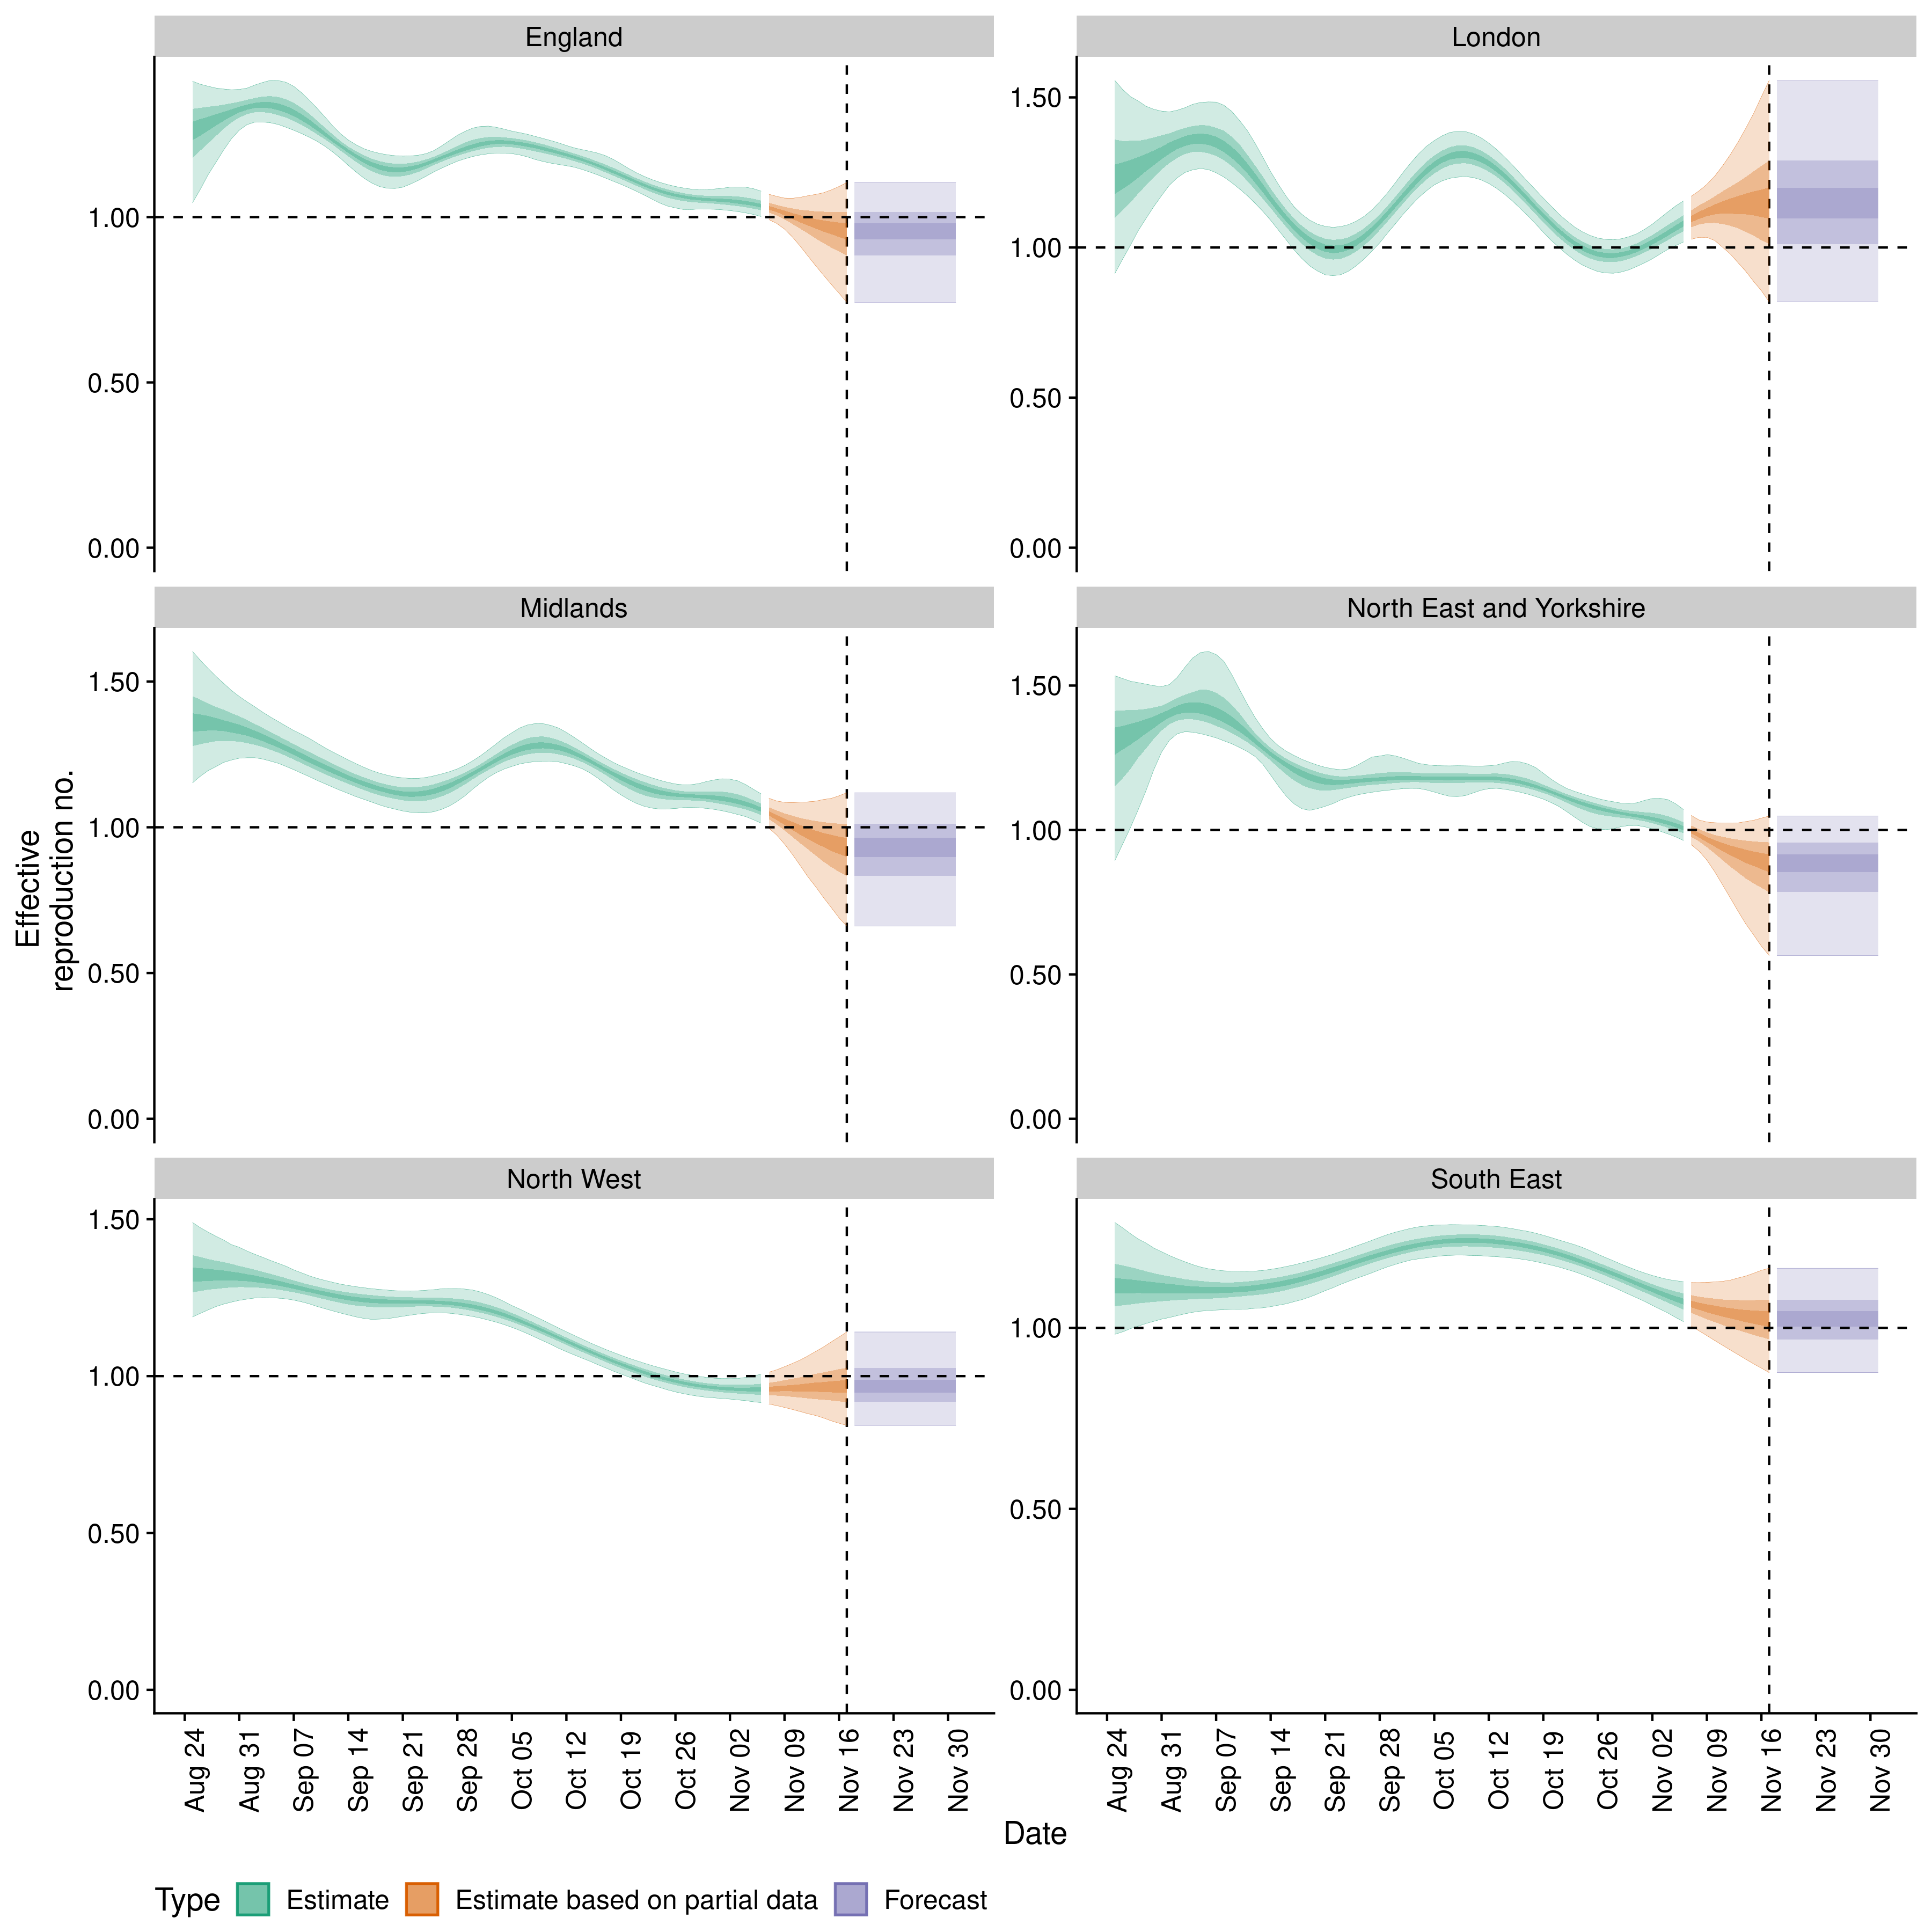 England
London
1.00
0.50
0.00
1.50
1.00
0.50
0.00
Midlands
North East and Yorkshire
1.50
1.00
0.50
0.00
1.50
1.00
0.50
0.00
North West
South East
1.50
1.00
0.50
0.00
1.00
0.50
0.00
Effective
reproduction no.
Aug 24
Aug 31
Sep 07
Sep 14
Sep 21
Sep 28
Oct 05
Oct 12
Oct 19
Oct 26
Nov 02
Nov 09
Nov 16
Nov 23
Nov 30
Aug 24
Aug 31
Sep 07
Sep 14
Sep 21
Sep 28
Oct 05
Oct 12
Oct 19
Oct 26
Nov 02
Nov 09
Nov 16
Nov 23
Nov 30
Date
Type Estimate Estimate based on partial data Forecast